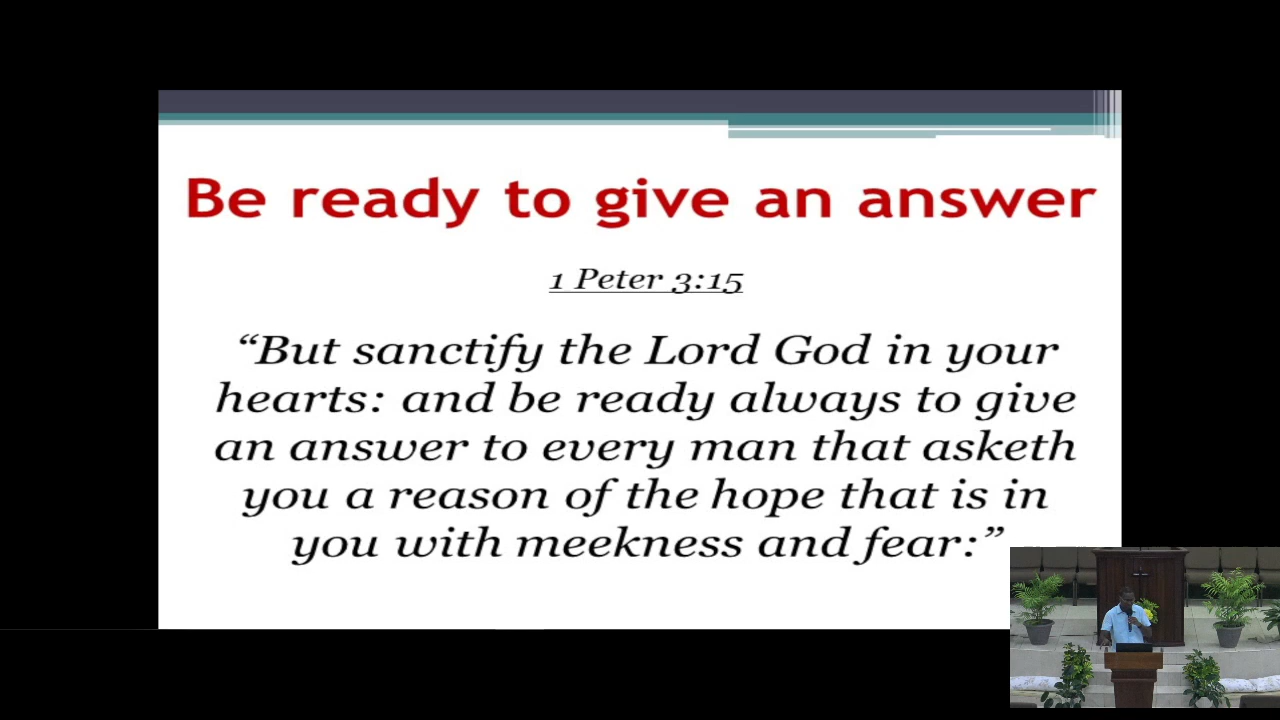 Be ready to give an answer
1 Peter 3:15
“But sanctify the Lord God in your
hearts: and be ready always to give
an answer to every man that asketh
you a reason of the hope that is in
you with meekness and fear:”